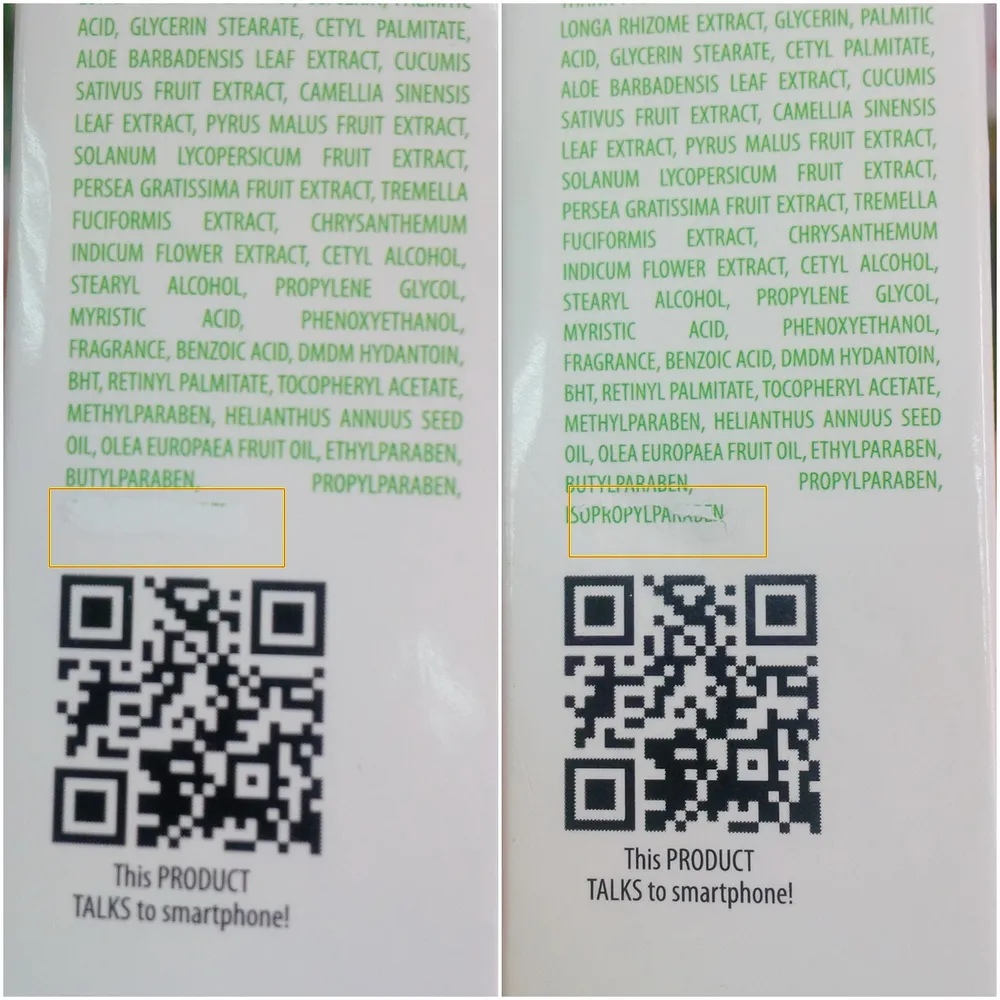 ACID, GLYCERIN STEARATE, CETYL PALMITATE,
ALOE BARBADENSIS LEAF EXTRACT, CUCUMIS
SATIVUS FRUIT EXTRACT, CAMELLIA SINENSIS
LEAF EXTRACT, PYRUS MALUS FRUIT EXTRACT,
SOLANUM LYCOPERSICUM FRUIT EXTRACT,
PERSEA GRATISSIMA FRUIT EXTRACT, TREMELLA
FUCIFORMIS EXTRACT, CHRYSANTHEMUM
INDICUM FLOWER EXTRACT, CETYL ALCOHOL,
STEARYL ALCOHOL, PROPYLENE GLYCOL,
MYRISTIC ACID, PHENOXYETHANOL,
FRAGRANCE, BENZOIC ACID, DMDM HYDANTOIN,
BHT, RETINYL PALMITATE, TOCOPHERYL ACETATE,
METHYLPARABEN, HELIANTHUS ANNUUS SEED
OIL, OLEA EUROPAEA FRUIT OIL, ETHYLPARABEN,
BUTYLPARABEN, PROPYLPARABEN,
This PRODUCT
TALKS to smartphone!
LONGA RHIZOME EXTRACT, GLYCERIN, PALMITIC
ACID, GLYCERIN STEARATE, CETYL PALMITATE,
ALOE BARBADENSIS LEAF EXTRACT, CUCUMIS
SATIVUS FRUIT EXTRACT, CAMELLIA SINENSIS
LEAF EXTRACT, PYRUS MALUS FRUIT EXTRACT,
SOLANUM LYCOPERSICUM FRUIT EXTRACT,
PERSEA GRATISSIMA FRUIT EXTRACT, TREMELLA
FUCIFORMIS EXTRACT, CHRYSANTHEMUM
INDICUM FLOWER EXTRACT, CETYL ALCOHOL,
STEARYL ALCOHOL, PROPYLENE GLYCOL,
MYRISTIC ACID, PHENOXYETHANOL,
FRAGRANCE, BENZOIC ACID, DMDM HYDANTOIN,
BHT, RETINYL PALMITATE, TOCOPHERYL ACETATE,
METHYLPARABEN, HELIANTHUS ANNUUS SEED
OIL, OLEA EUROPAEA FRUIT OIL, ETHYLPARABEN,
BUTYLPARABEN, PROPYLPARABEN,
ISOPROPYLPARABEN
This PRODUCT
TALKS to smartphone!